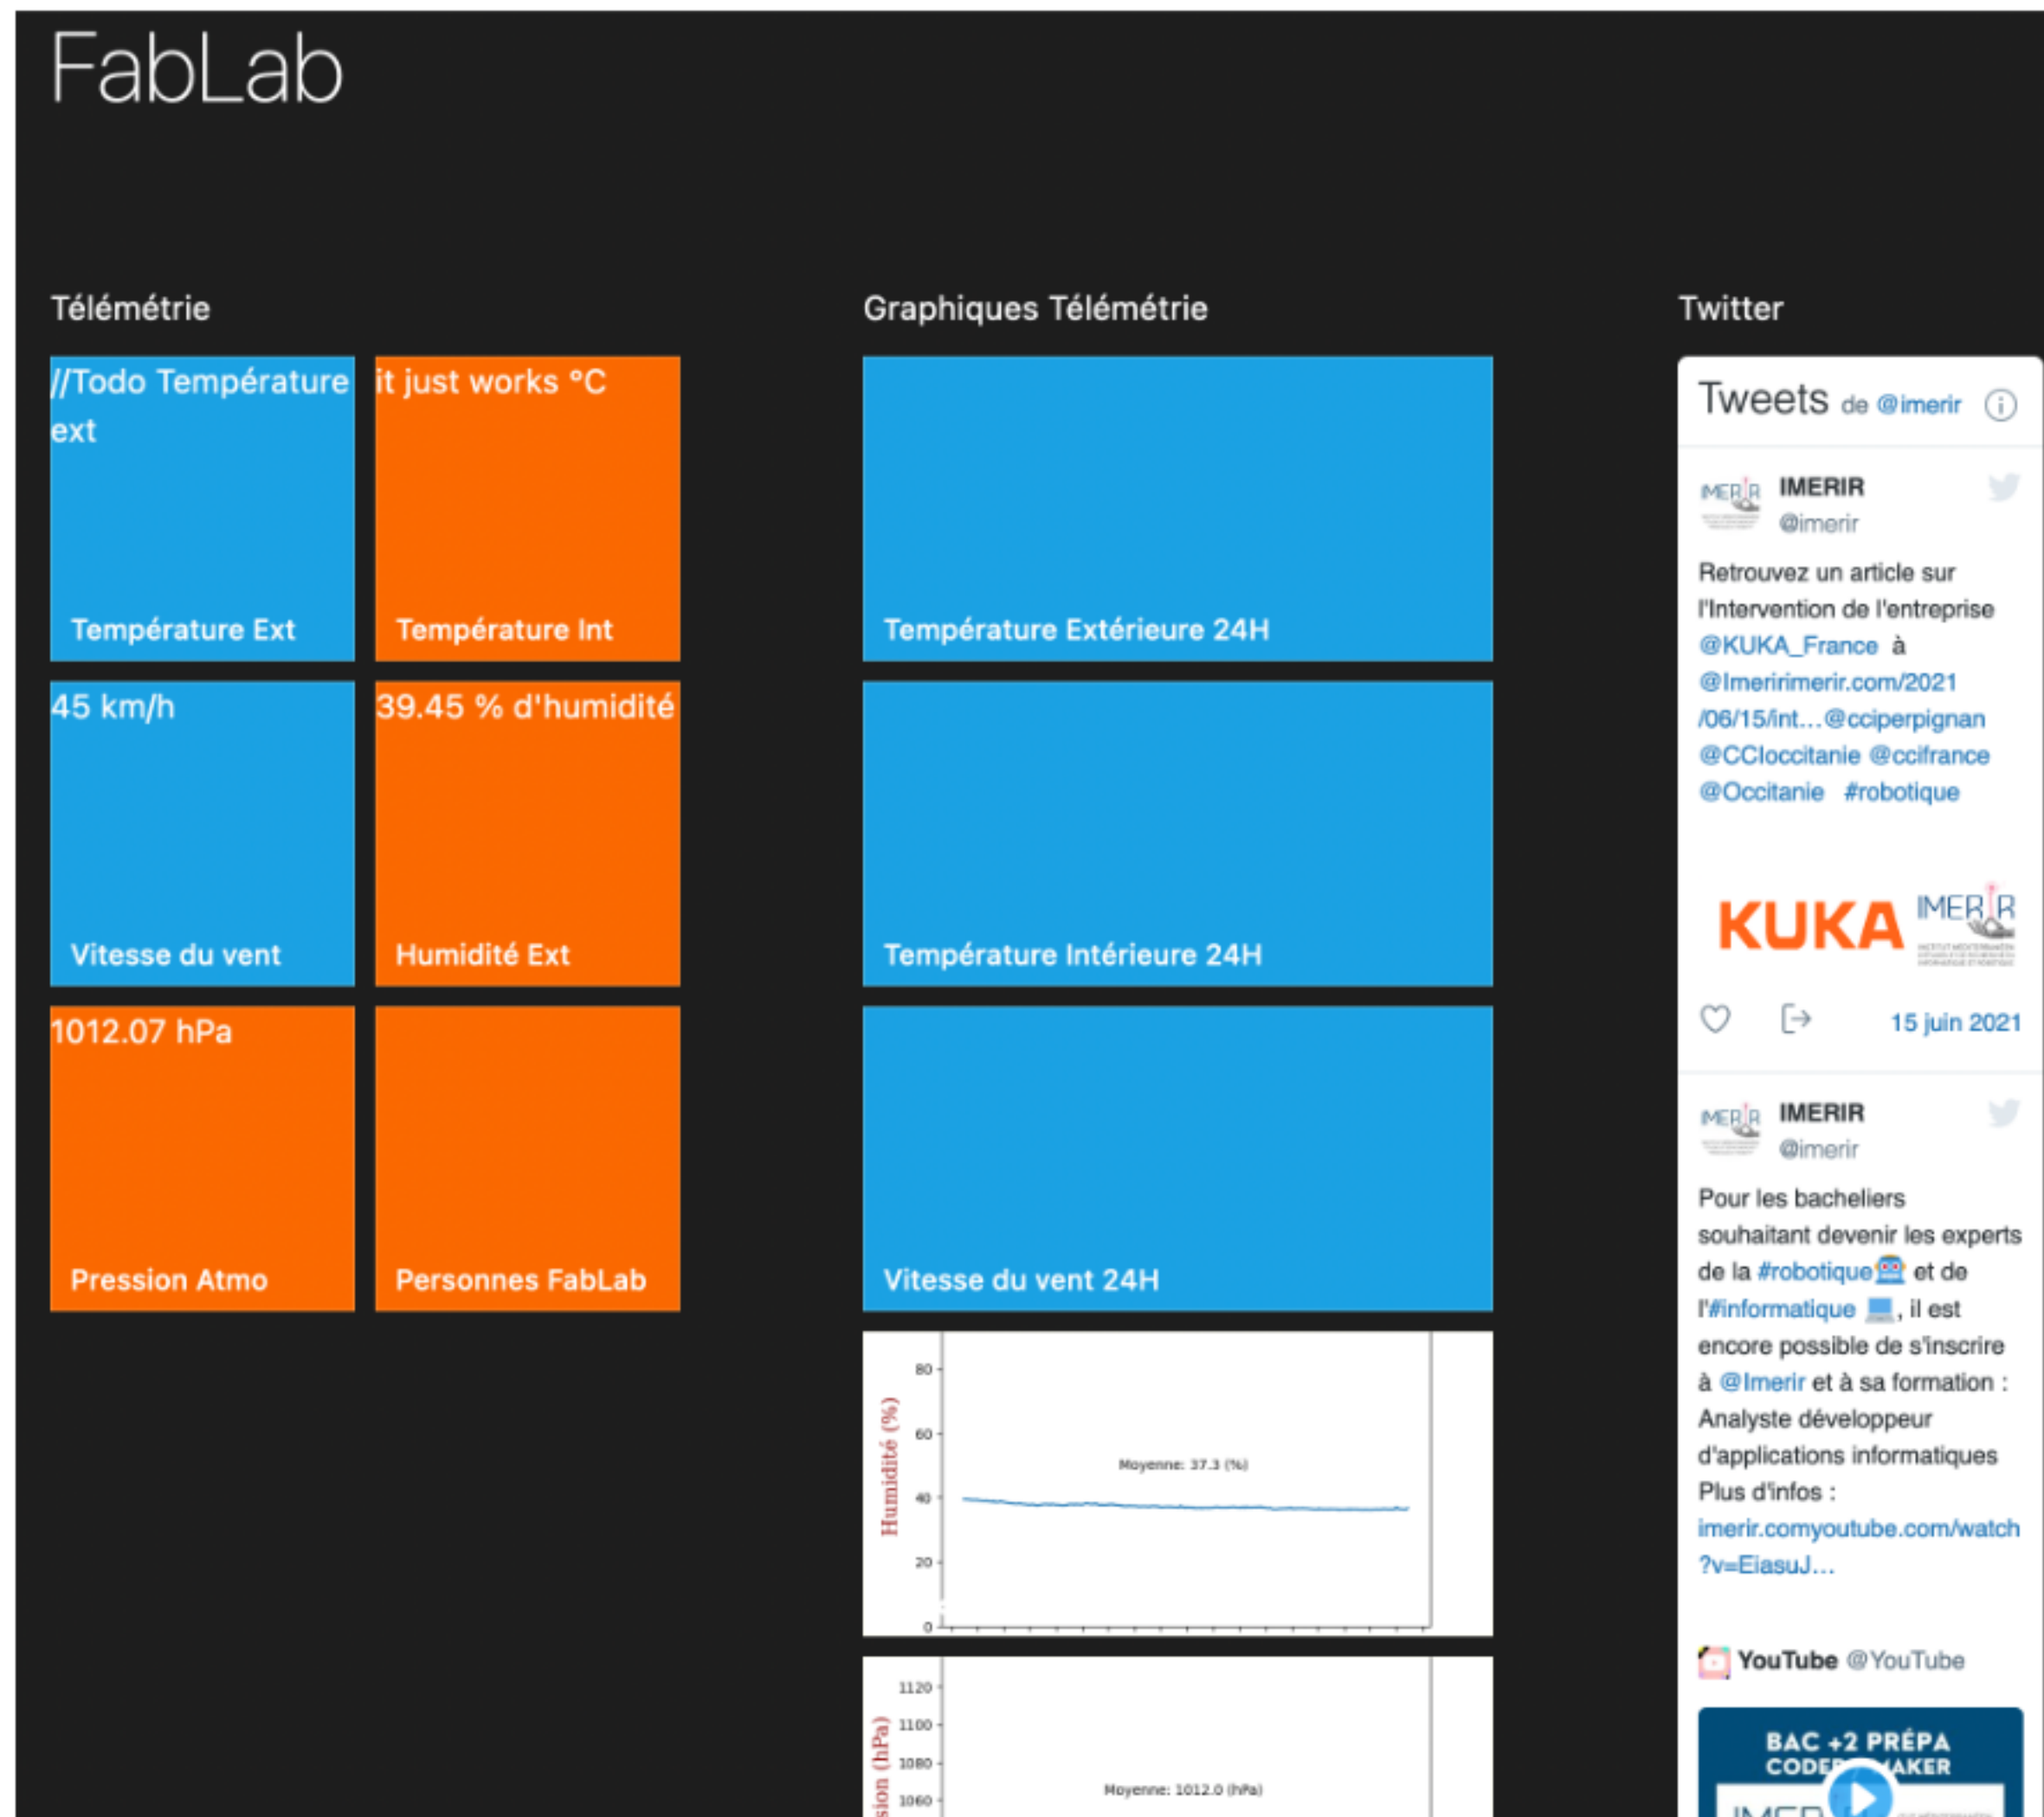 FabLab
Télémétrie
//Todo Température
ext
Température Ext
it just works °C
Température Int
45 km/h
Vitesse du vent
39.45 % d'humidité
Humidité Ext
1012.07 hPa
Pression Atmo
Personnes FabLab
Graphiques Télémétrie
Température Extérieure 24H
Température Intérieure 24H
Vitesse du vent 24H
Humidité (%)
80
60
40
20
0
Moyenne: 37.3 (%)
1120
1100
1080
1060
sion (hPa)
Moyenne: 1012.0 (hPa)
Twitter
Tweets de @imerir
IMERIR
@imerir
Retrouvez un article sur
l'Intervention de l'entreprise
@KUKA_France à
@Imeririmerir.com/2021
/06/15/int…@cciperpignan
@CCIoccitanie @ccifrance
@Occitanie #robotique
KUKA IMERIR
15 juin 2021
IMERIR
@imerir
Pour les bacheliers
souhaitant devenir les experts
de la #robotique🤖 et de
l'#informatique 💻, il est
encore possible de s'inscrire
à @Imerir et à sa formation :
Analyste développeur
d'applications informatiques
Plus d'infos :
imerir.comyoutube.com/watch
?v=EiasuJ…
YouTube @YouTube
BAC +2 PRÉPA